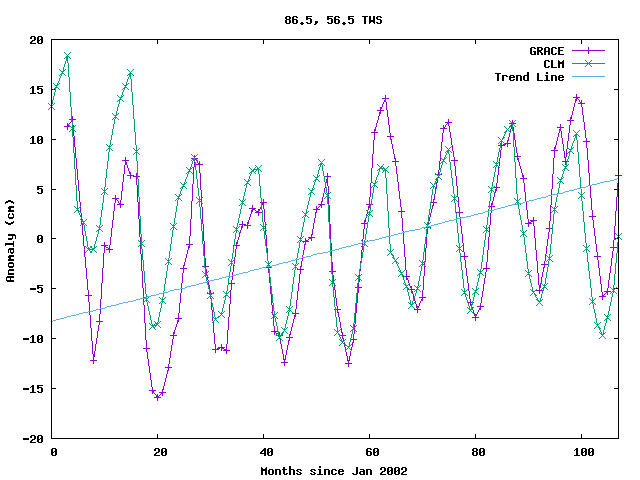 86.5, 56.5 TWS
GRACE
CLM
Trend Line
20
15
10
5
0
-5
-10
-15
-20
Anomaly (cm)
0 20 40 60 80 100
Months since Jan 2002